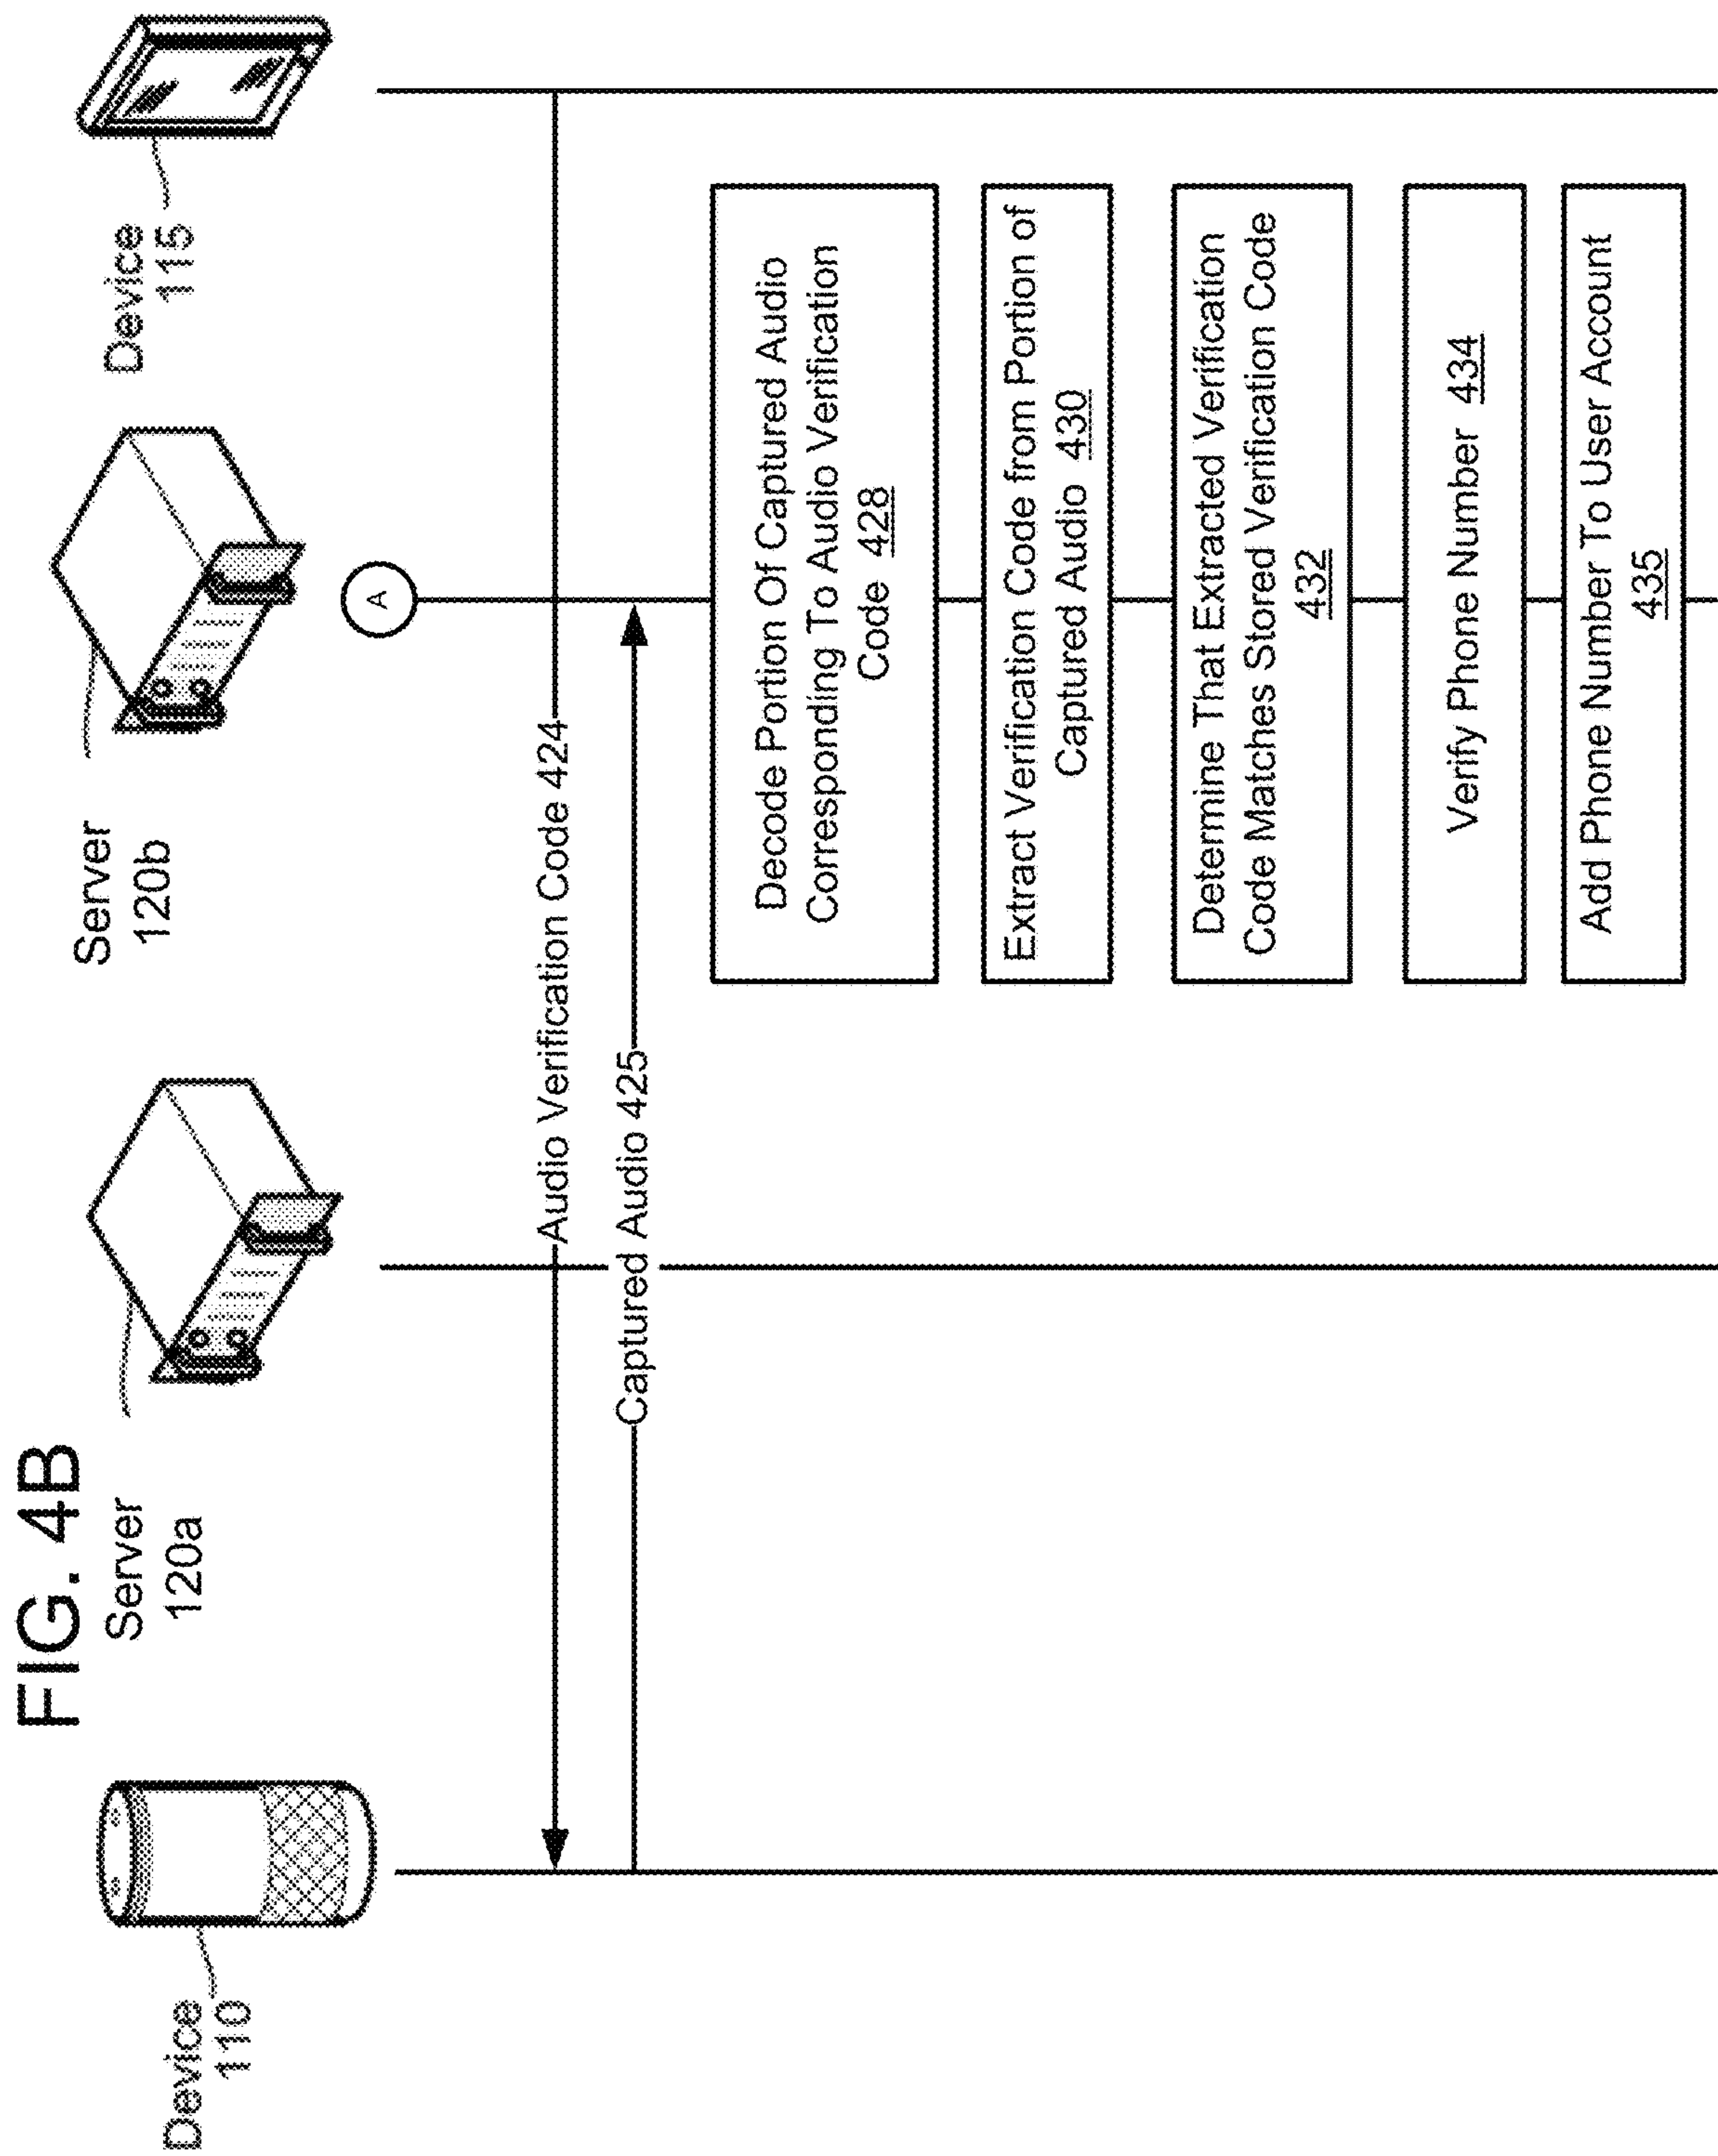 FIG. 4B
Device
110
Server
120a
Server
120b
Device
115
A
Audio Verification Code 424
Captured Audio 425
Decode Portion Of Captured Audio
Corresponding To Audio Verification
Code 428
Extract Verification Code from Portion of
Captured Audio 430
Determine That Extracted Verification
Code Matches Stored Verification Code
432
Verify Phone Number 434
Add Phone Number To User Account
435